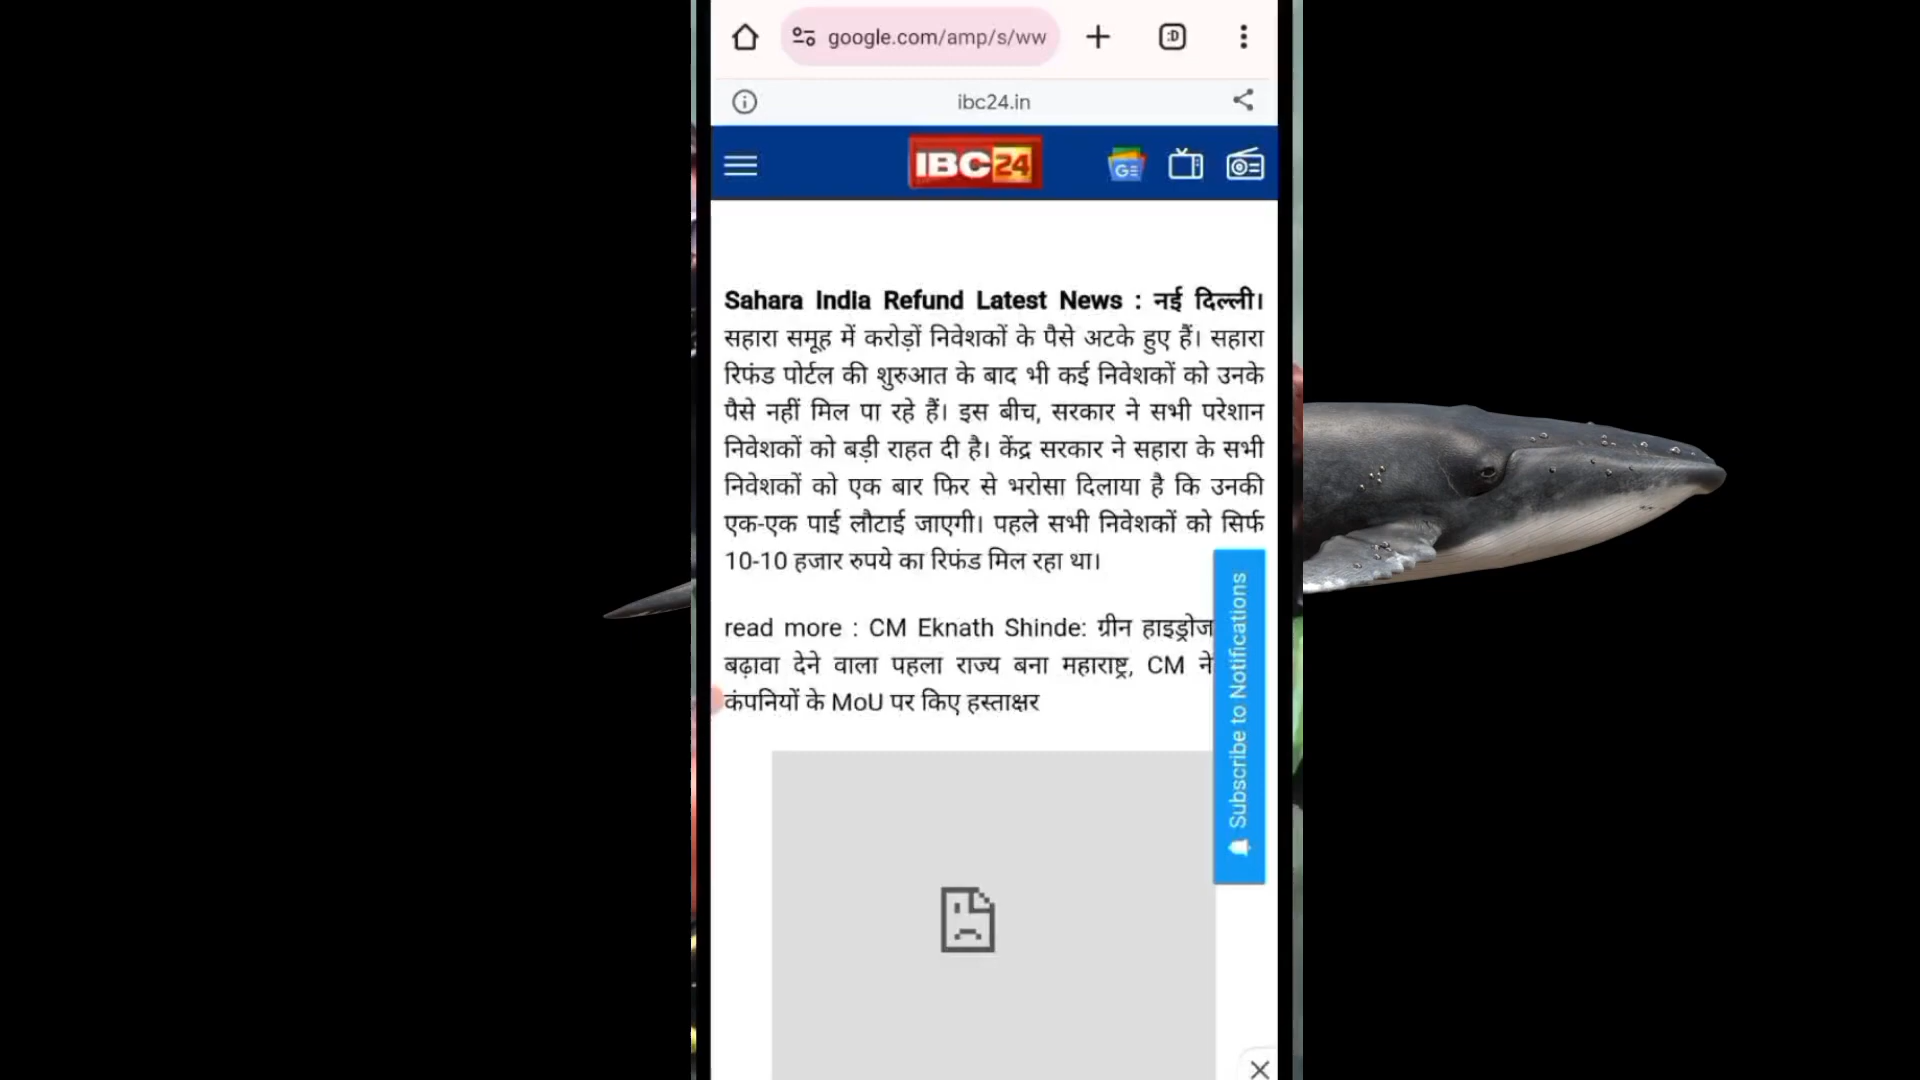 google.com/amp/s/ww
:D
ibc24.in
IBC24
GE
Sahara India Refund Latest News : नई दिल्ली।
सहारा समूह में करोड़ों निवेशकों के पैसे अटके हुए हैं। सहारा
रिफंड पोर्टल की शुरुआत के बाद भी कई निवेशकों को उनके
पैसे नहीं मिल पा रहे हैं। इस बीच, सरकार ने सभी परेशान
निवेशकों को बड़ी राहत दी है। केंद्र सरकार ने सहारा के सभी
निवेशकों को एक बार फिर से भरोसा दिलाया है कि उनकी
एक-एक पाई लौटाई जाएगी। पहले सभी निवेशकों को सिर्फ
10-10 हजार रुपये का रिफंड मिल रहा था।
read more : CM Eknath Shinde: ग्रीन हाइड्रोज
बढ़ावा देने वाला पहला राज्य बना महाराष्ट्र, CM ने
कंपनियों के MoU पर किए हस्ताक्षर
Subscribe to Notifications